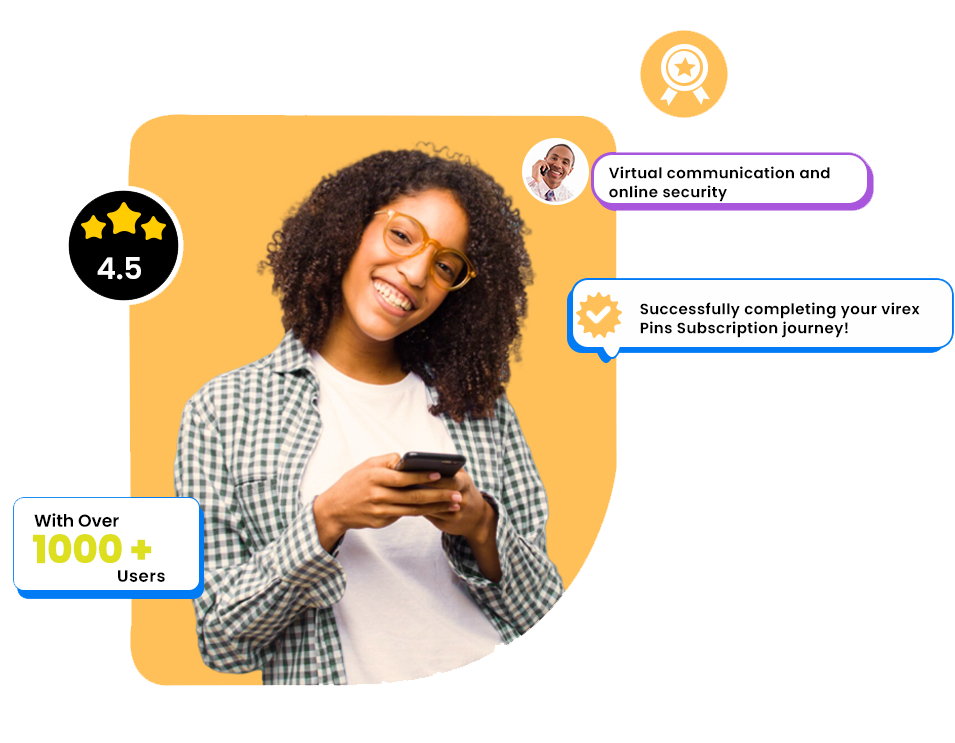 Virtual communication and
online security
4.5
Successfully completing your virex
Pins Subscription journey!
With Over
1000 +
Users